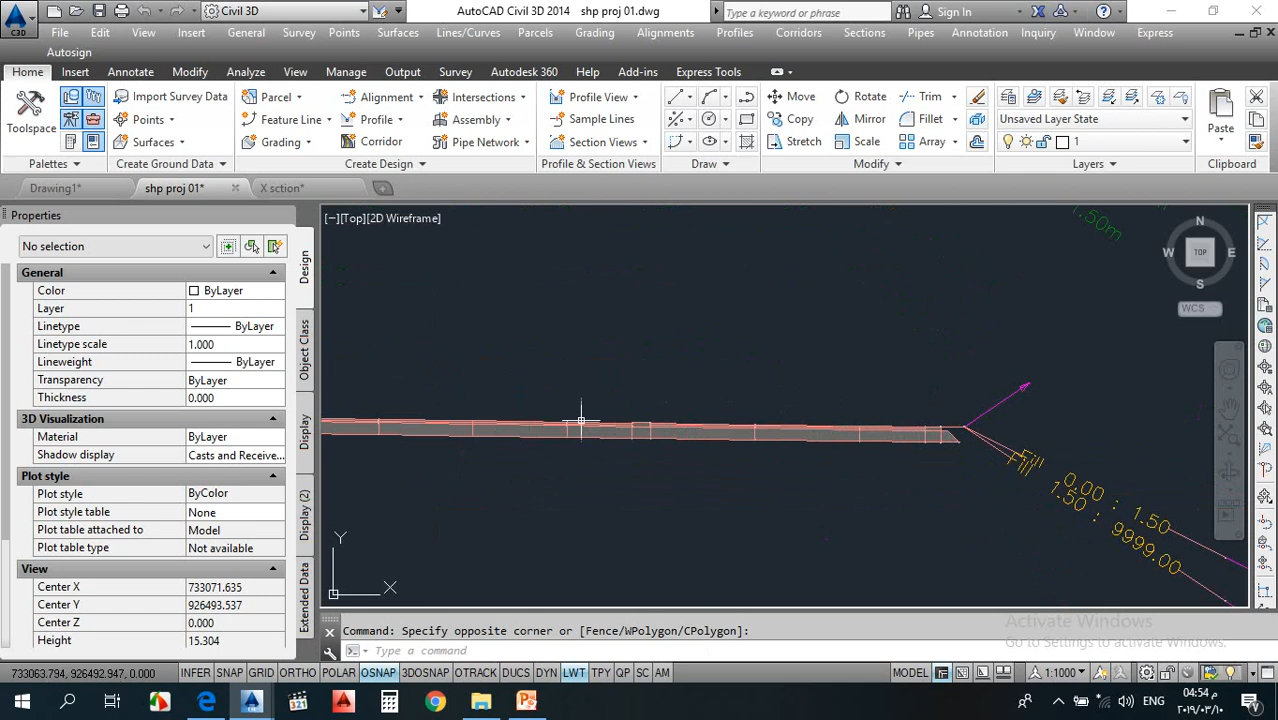 Civil 3D
AutoCAD Civil 3D 2014 shp proj 01.dwg
Type a keyword or phrase
Sign In
C3D
File Edit View Insert General Survey Points Surfaces Lines/Curves Parcels Grading Alignments Profiles Corridors Sections Pipes Annotation Inquiry Window Express
Autosign
Home Insert Annotate Modify Analyze View Manage Output Survey Autodesk 360 Help Add-ins Express Tools
Toolspace
Import Survey Data
Points
Surfaces
Parcel
Feature Line
Grading
Alignment
Profile
Corridor
Intersections
Assembly
Pipe Network
Profile View
Sample Lines
Section Views
Move
Copy
Stretch
Rotate
Mirror
Scale
Trim
Fillet
Array
Unsaved Layer State
1
Paste
Palettes
Create Ground Data
Create Design
Profile & Section Views
Draw
Modify
Layers
Clipboard
Drawing1*
shp proj 01*
X sction*
Properties
No selection
General
Color ByLayer
Layer 1
Linetype ByLayer
Linetype scale 1.000
Lineweight ByLayer
Transparency ByLayer
Thickness 0.000
3D Visualization
Material ByLayer
Shadow display Casts and Receive...
Plot style
Plot style ByColor
Plot style table None
Plot table attached to Model
Plot table type Not available
View
Center X 733071.635
Center Y 926493.537
Center Z 0.000
Height 15.304
Design
Object Class
Display
Display (2)
Extended Data
[−][Top][2D Wireframe]
1.50m
N
W TOP E
S
WCS
Fill
Fill
0.00 : 1.50
1.50 : 9999.00
Y
X
Command: Specify opposite corner or [Fence/WPolygon/CPolygon]:
Type a command
Activate Windows
Go to Settings to activate Windows.
733063.794, 926492.947, 0.000
INFER SNAP GRID ORTHO POLAR OSNAP 3DOSNAP OTRACK DUCS DYN LWT TPY QP SC AM
MODEL
1:1000
321
ENG
04:54 م
٢٠١٩/٠٣/١٠